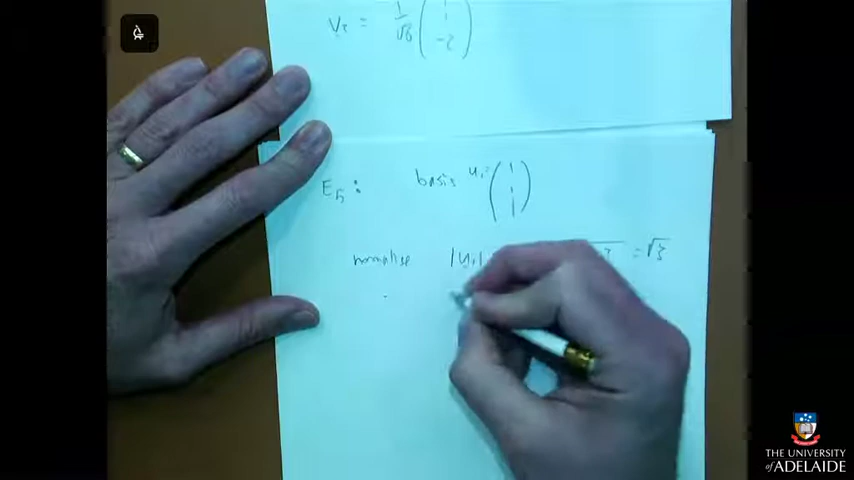 v₂ = 1/√6 (1 1 -2)
E₅: basis u₁= (1 1 1)
normalise |u₁| = √3
THE UNIVERSITY
of ADELAIDE